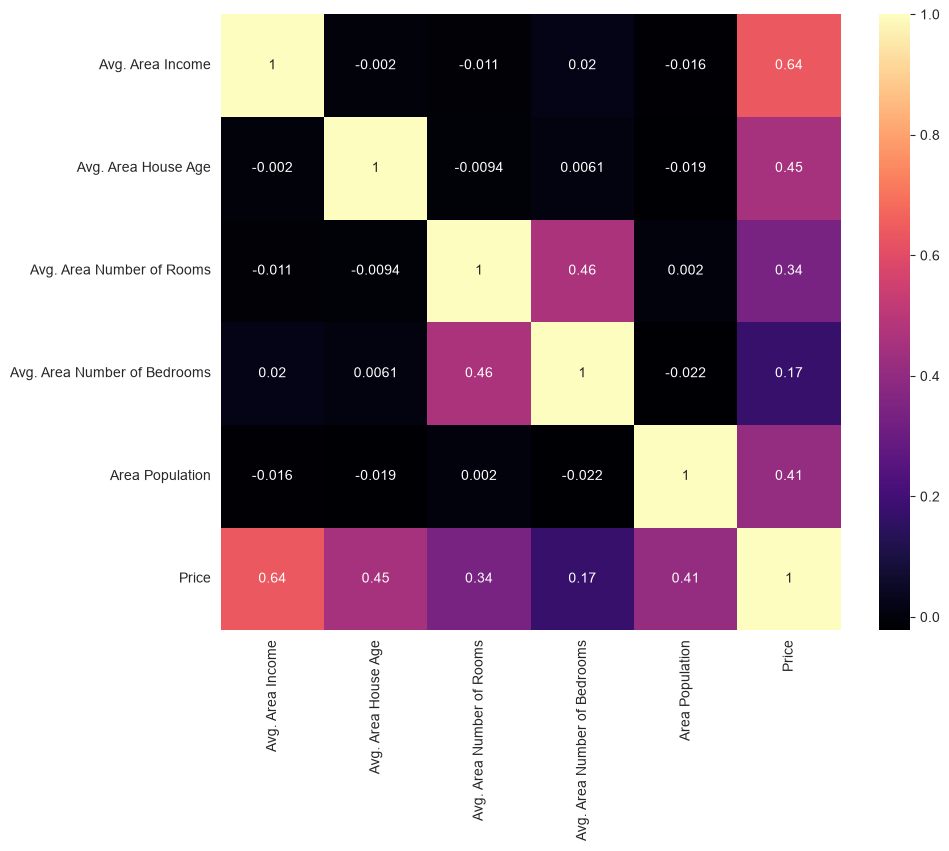 Avg. Area Income 1 -0.002 -0.011 0.02 -0.016 0.64
Avg. Area House Age -0.002 1 -0.0094 0.0061 -0.019 0.45
Avg. Area Number of Rooms -0.011 -0.0094 1 0.46 0.002 0.34
Avg. Area Number of Bedrooms 0.02 0.0061 0.46 1 -0.022 0.17
Area Population -0.016 -0.019 0.002 -0.022 1 0.41
Price 0.64 0.45 0.34 0.17 0.41 1
Avg. Area Income
Avg. Area House Age
Avg. Area Number of Rooms
Avg. Area Number of Bedrooms
Area Population
Price
1.0
0.8
0.6
0.4
0.2
0.0